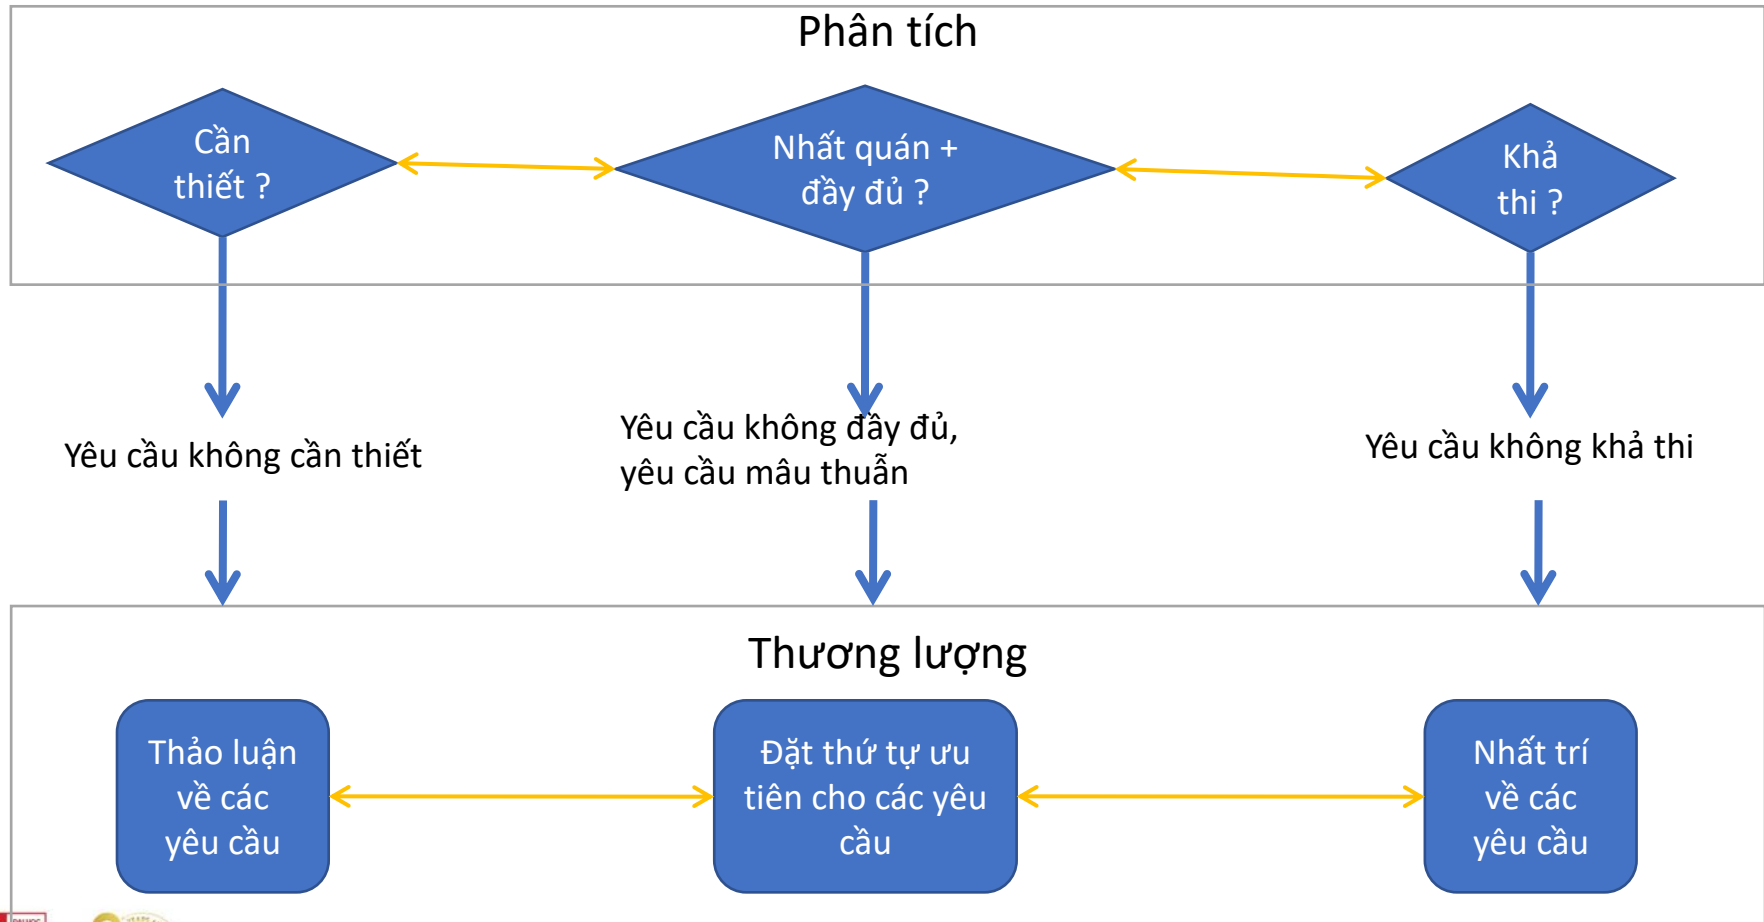 Phân tích
Cần
thiết ?
Nhất quán +
đầy đủ ?
Khả
thi ?
Yêu cầu không cần thiết
Yêu cầu không đầy đủ,
yêu cầu mâu thuẫn
Yêu cầu không khả thi
Thương lượng
Thảo luận
về các
yêu cầu
Đặt thứ tự ưu
tiên cho các yêu
cầu
Nhất trí
về các
yêu cầu